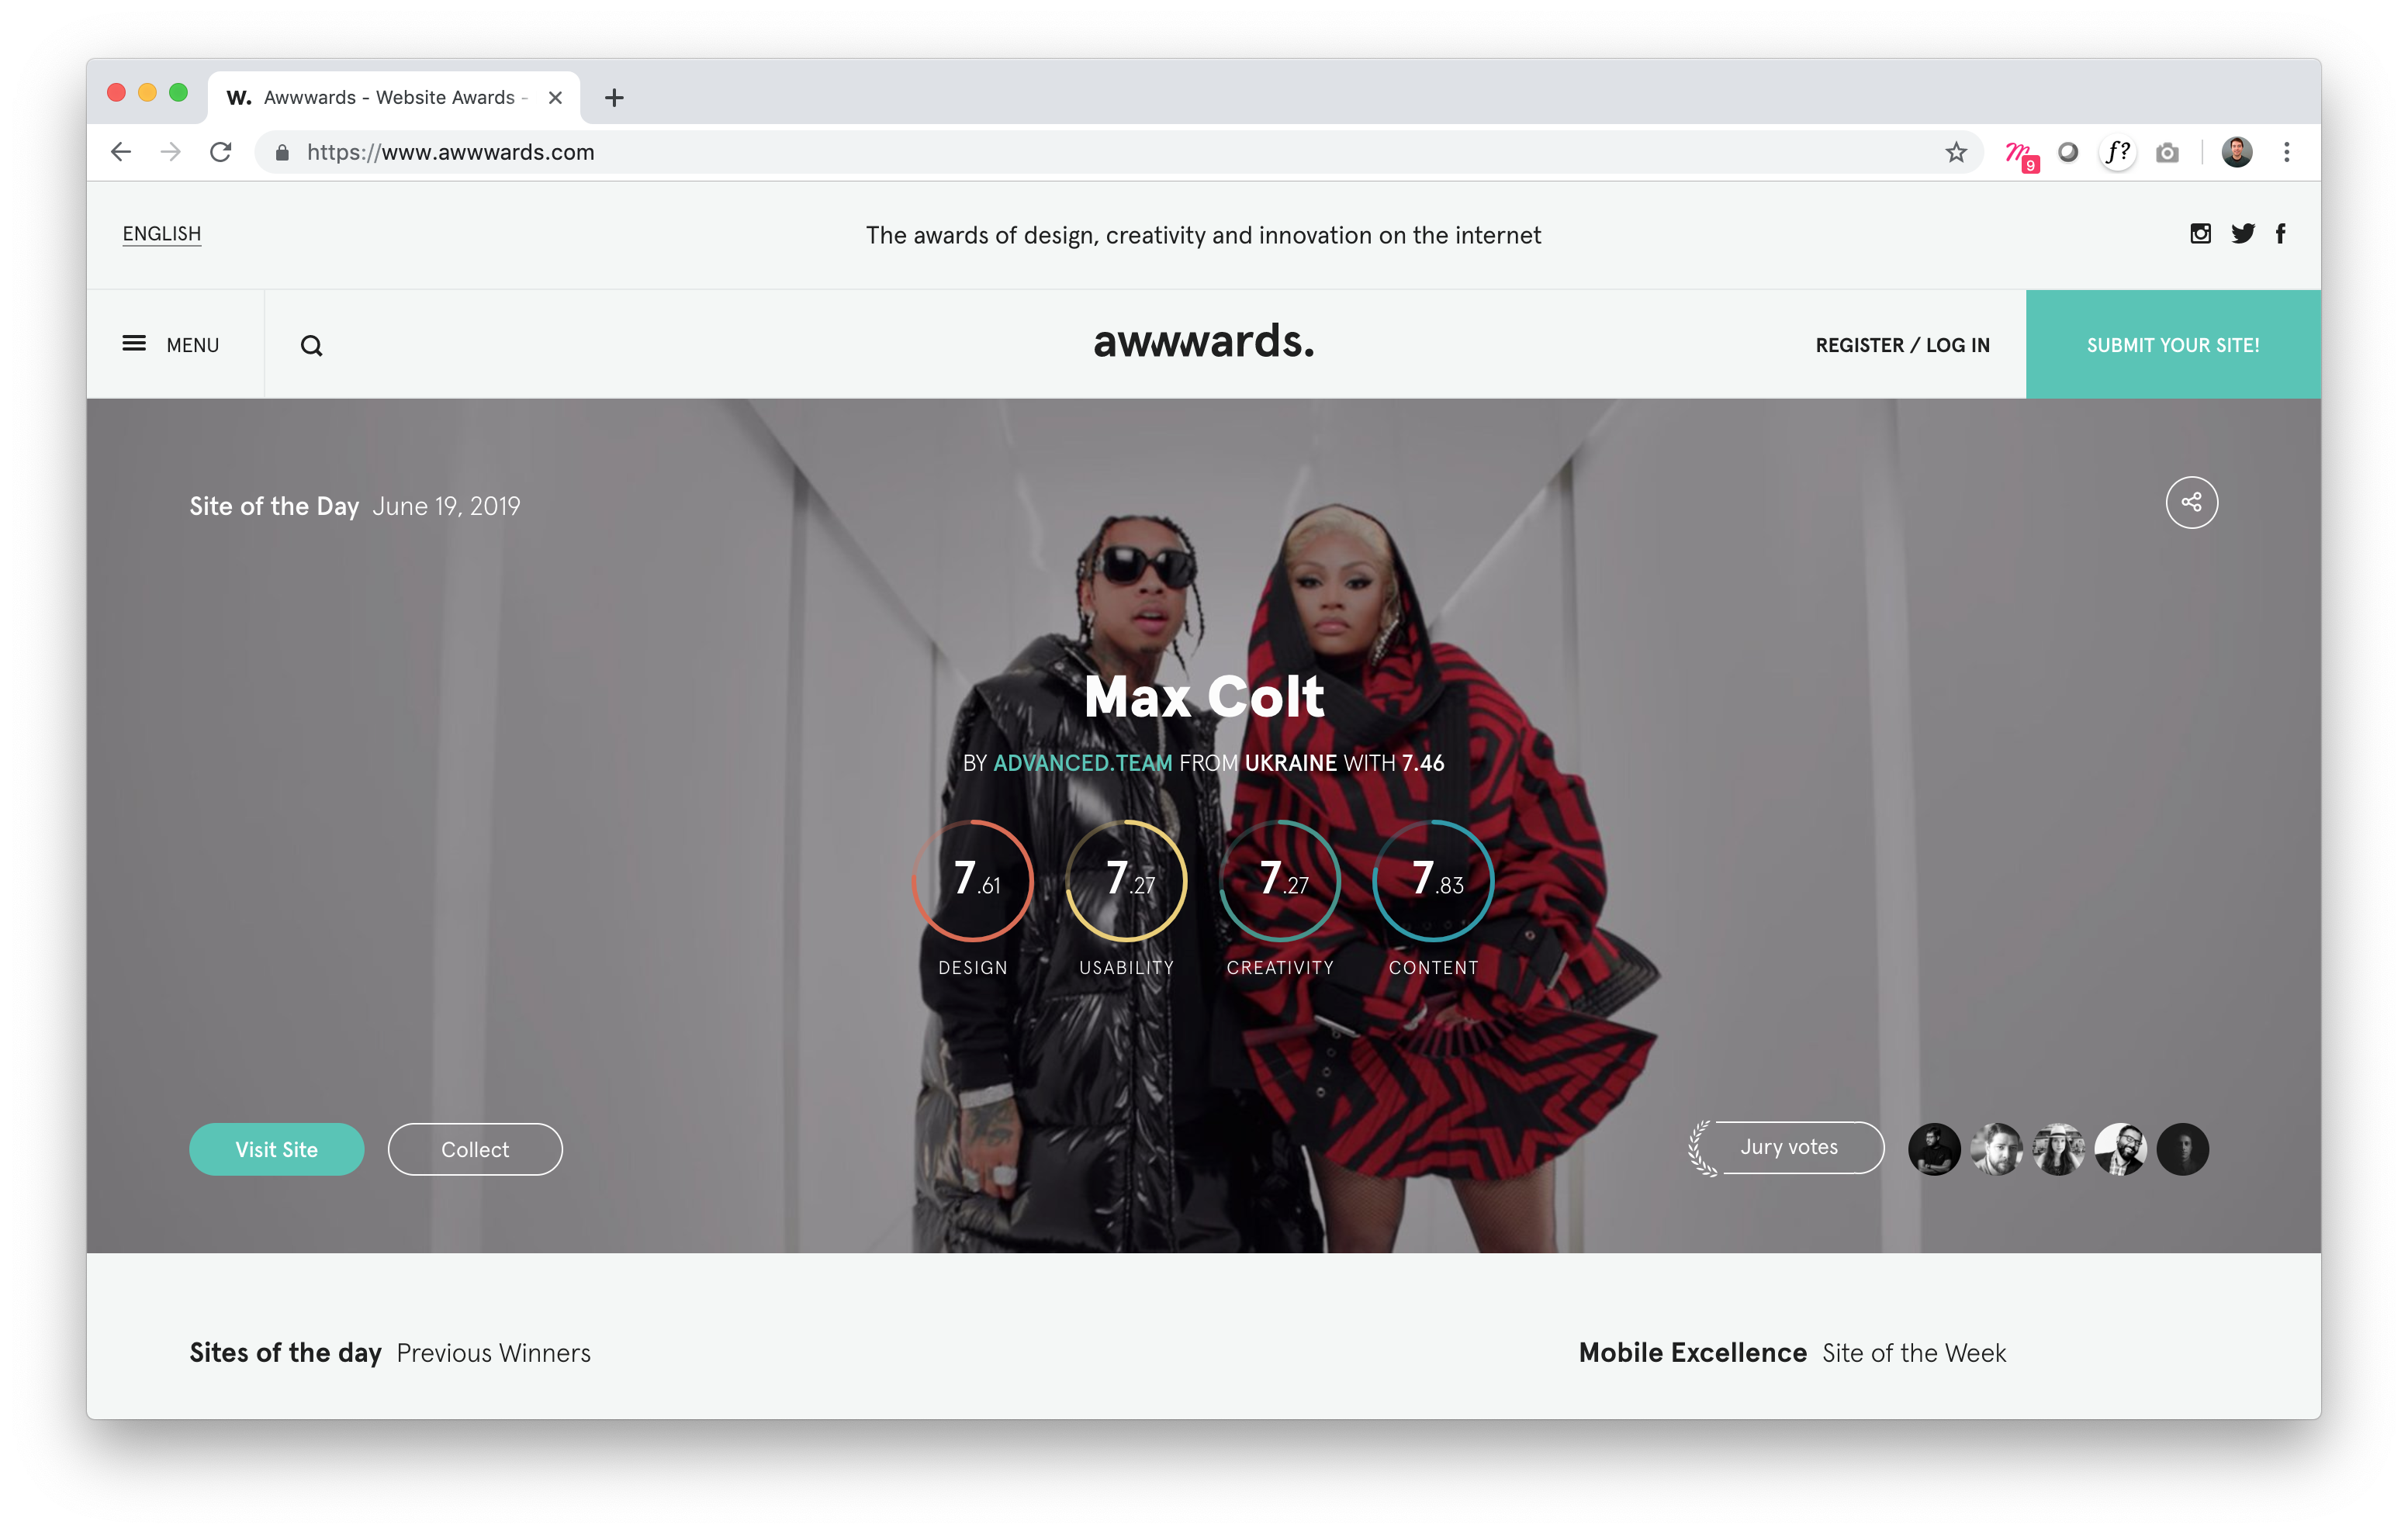 W. Awwwards - Website Awards -
https://www.awwwards.com
9
f?
ENGLISH
The awards of design, creativity and innovation on the internet
MENU
awwwards.
REGISTER / LOG IN
SUBMIT YOUR SITE!
Site of the Day June 19, 2019
Max Colt
BY ADVANCED.TEAM FROM UKRAINE WITH 7.46
7.61 7.27 7.27 7.83
DESIGN USABILITY CREATIVITY CONTENT
Visit Site
Collect
Jury votes
Sites of the day Previous Winners
Mobile Excellence Site of the Week